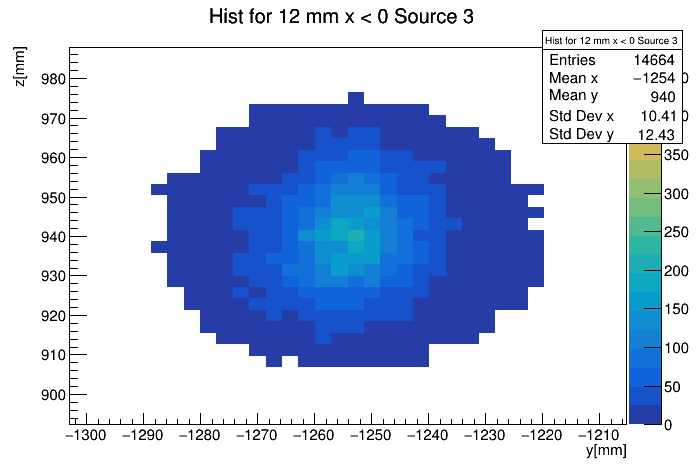 Hist for 12 mm x < 0 Source 3
z[mm]
Hist for 12 mm x < 0 Source 3
Entries 14664
Mean x −1254
Mean y 940
Std Dev x 10.41
Std Dev y 12.43
980
970
960
950
940
930
920
910
900
350
300
250
200
150
100
50
0
−1300 −1290 −1280 −1270 −1260 −1250 −1240 −1230 −1220 −1210
y[mm]